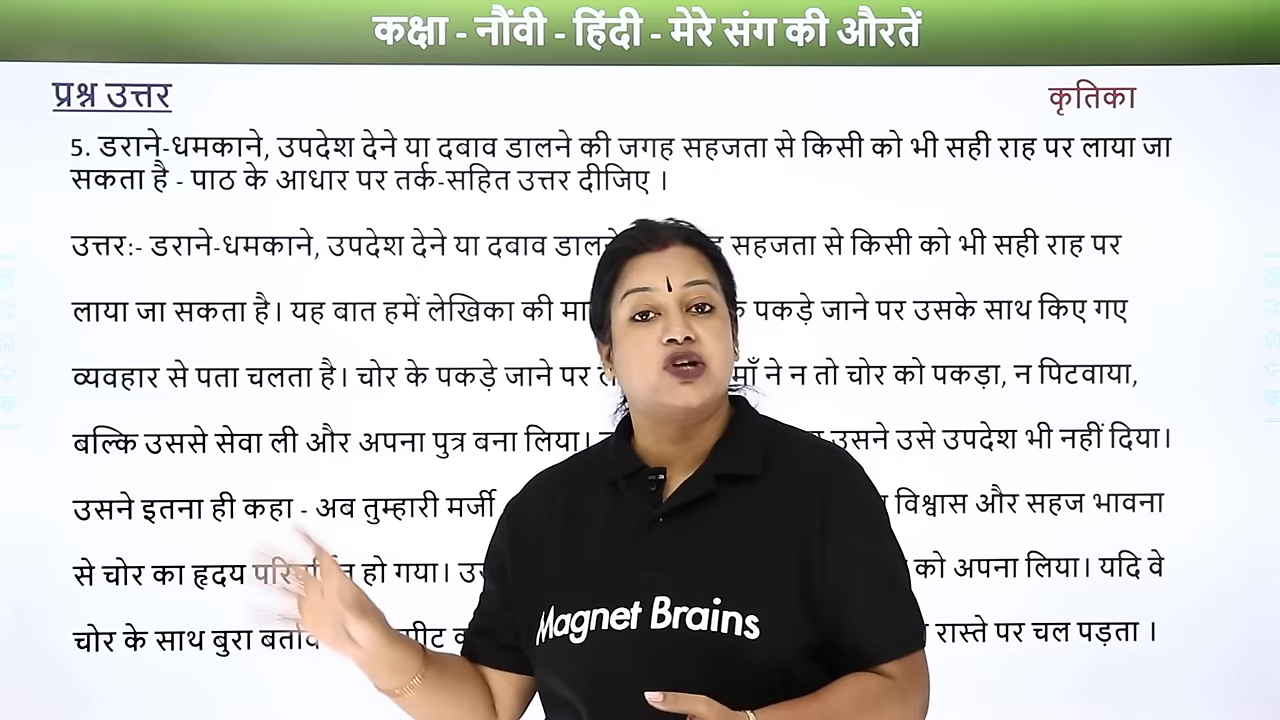 कक्षा - नौंवी - हिंदी - मेरे संग की औरतें
प्रश्न उत्तर
कृतिका
5. डराने-धमकाने, उपदेश देने या दबाव डालने की जगह सहजता से किसी को भी सही राह पर लाया जा
सकता है - पाठ के आधार पर तर्क-सहित उत्तर दीजिए ।
उत्तर:- डराने-धमकाने, उपदेश देने या दबाव सहजता से किसी को भी सही राह पर
लाया जा सकता है। यह बात हमें लेखिका की पकड़े जाने पर उसके साथ किए गए
व्यवहार से पता चलता है। चोर के पकड़े जाने पर माँ ने न तो चोर को पकड़ा, न पिटवाया,
बल्कि उससे सेवा ली और अपना पुत्र बना लिया। उसने उसे उपदेश भी नहीं दिया।
उसने इतना ही कहा - अब तुम्हारी मर्जी विश्वास और सहज भावना
से चोर का हृदय हो गया। को अपना लिया। यदि वे
चोर के साथ बुरा रास्ते पर चल पड़ता ।
Magnet Brains